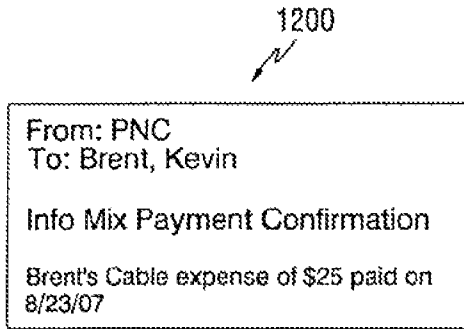 1200
From: PNC
To: Brent, Kevin
Info Mix Payment Confirmation
Brent's Cable expense of $25 paid on
8/23/07